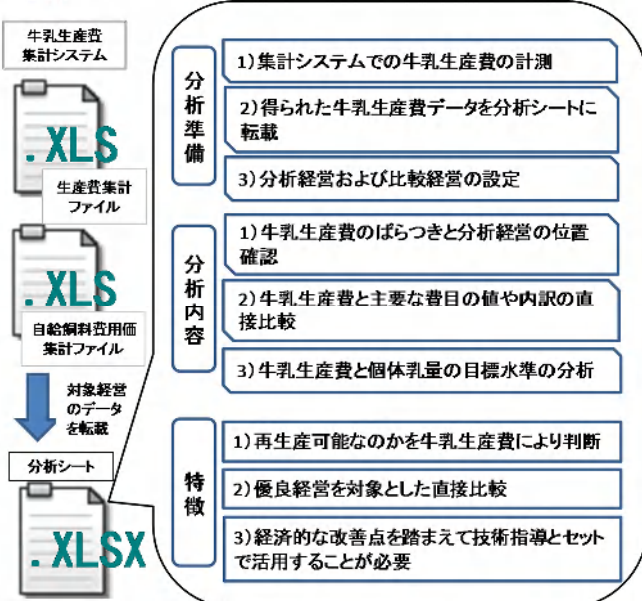 牛乳生産費
集計システム
.XLS
生産費集計
ファイル
.XLS
自給飼料費用価
集計ファイル
対象経営
のデータ
を転載
分析シート
.XLSX
分析準備
1)集計システムでの牛乳生産費の計測
2)得られた牛乳生産費データを分析シートに
転載
3)分析経営および比較経営の設定
分析内容
1)牛乳生産費のばらつきと分析経営の位置
確認
2)牛乳生産費と主要な費目の値や内訳の直
接比較
3)牛乳生産費と個体乳量の目標水準の分析
特徴
1)再生産可能なのかを牛乳生産費により判断
2)優良経営を対象とした直接比較
3)経済的な改善点を踏まえて技術指導とセット
で活用することが必要